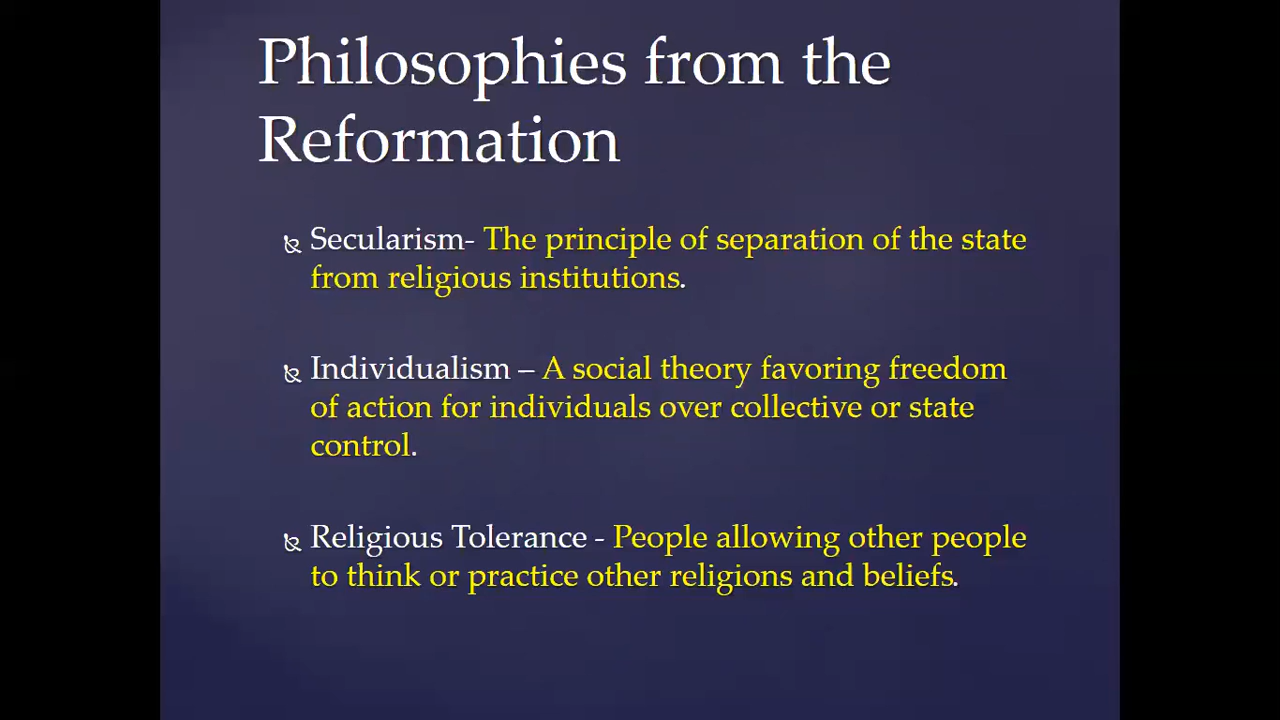 Philosophies from the
Reformation
Secularism- The principle of separation of the state
from religious institutions.
Individualism – A social theory favoring freedom
of action for individuals over collective or state
control.
Religious Tolerance - People allowing other people
to think or practice other religions and beliefs.